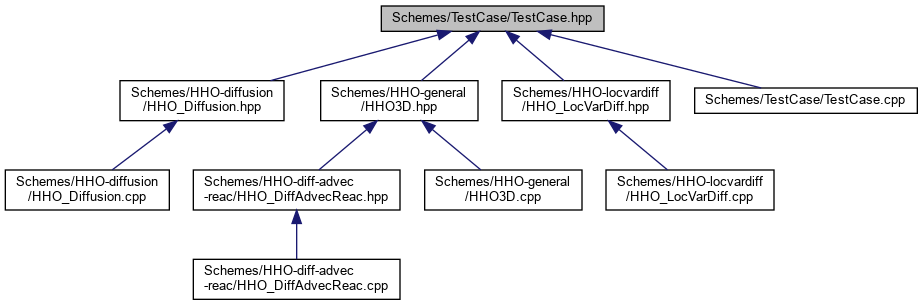 Schemes/TestCase/TestCase.hpp
Schemes/HHO-diffusion
/HHO_Diffusion.hpp
Schemes/HHO-general
/HHO3D.hpp
Schemes/HHO-locvardiff
/HHO_LocVarDiff.hpp
Schemes/TestCase/TestCase.cpp
Schemes/HHO-diffusion
/HHO_Diffusion.cpp
Schemes/HHO-diff-advec
-reac/HHO_DiffAdvecReac.hpp
Schemes/HHO-general
/HHO3D.cpp
Schemes/HHO-locvardiff
/HHO_LocVarDiff.cpp
Schemes/HHO-diff-advec
-reac/HHO_DiffAdvecReac.cpp